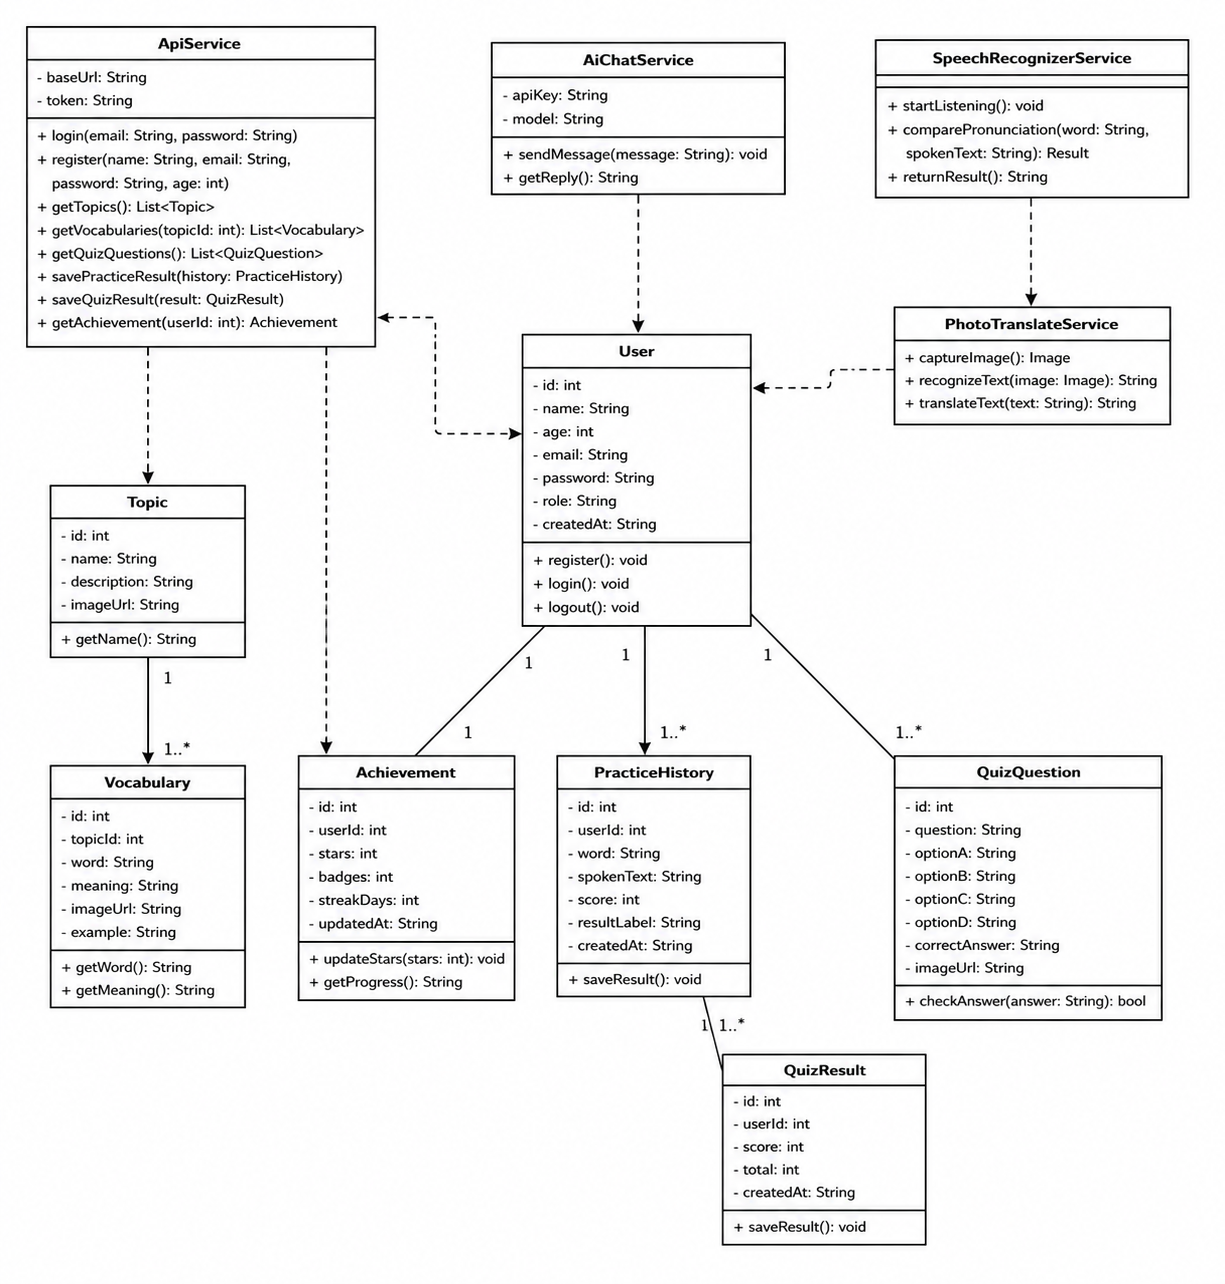 ApiService
- baseUrl: String
- token: String
+ login(email: String, password: String)
+ register(name: String, email: String,
password: String, age: int)
+ getTopics(): List<Topic>
+ getVocabularies(topicId: int): List<Vocabulary>
+ getQuizQuestions(): List<QuizQuestion>
+ savePracticeResult(history: PracticeHistory)
+ saveQuizResult(result: QuizResult)
+ getAchievement(userId: int): Achievement
AiChatService
- apiKey: String
- model: String
+ sendMessage(message: String): void
+ getReply(): String
SpeechRecognizerService
+ startListening(): void
+ comparePronunciation(word: String,
spokenText: String): Result
+ returnResult(): String
PhotoTranslateService
+ captureImage(): Image
+ recognizeText(image: Image): String
+ translateText(text: String): String
User
- id: int
- name: String
- age: int
- email: String
- password: String
- role: String
- createdAt: String
+ register(): void
+ login(): void
+ logout(): void
Topic
- id: int
- name: String
- description: String
- imageUrl: String
+ getName(): String
1
1..*
1
1
1
1..*
1
1..*
Vocabulary
- id: int
- topicId: int
- word: String
- meaning: String
- imageUrl: String
- example: String
+ getWord(): String
+ getMeaning(): String
Achievement
- id: int
- userId: int
- stars: int
- badges: int
- streakDays: int
- updatedAt: String
+ updateStars(stars: int): void
+ getProgress(): String
PracticeHistory
- id: int
- userId: int
- word: String
- spokenText: String
- score: int
- resultLabel: String
- createdAt: String
+ saveResult(): void
QuizQuestion
- id: int
- question: String
- optionA: String
- optionB: String
- optionC: String
- optionD: String
- correctAnswer: String
- imageUrl: String
+ checkAnswer(answer: String): bool
1 1..*
QuizResult
- id: int
- userId: int
- score: int
- total: int
- createdAt: String
+ saveResult(): void